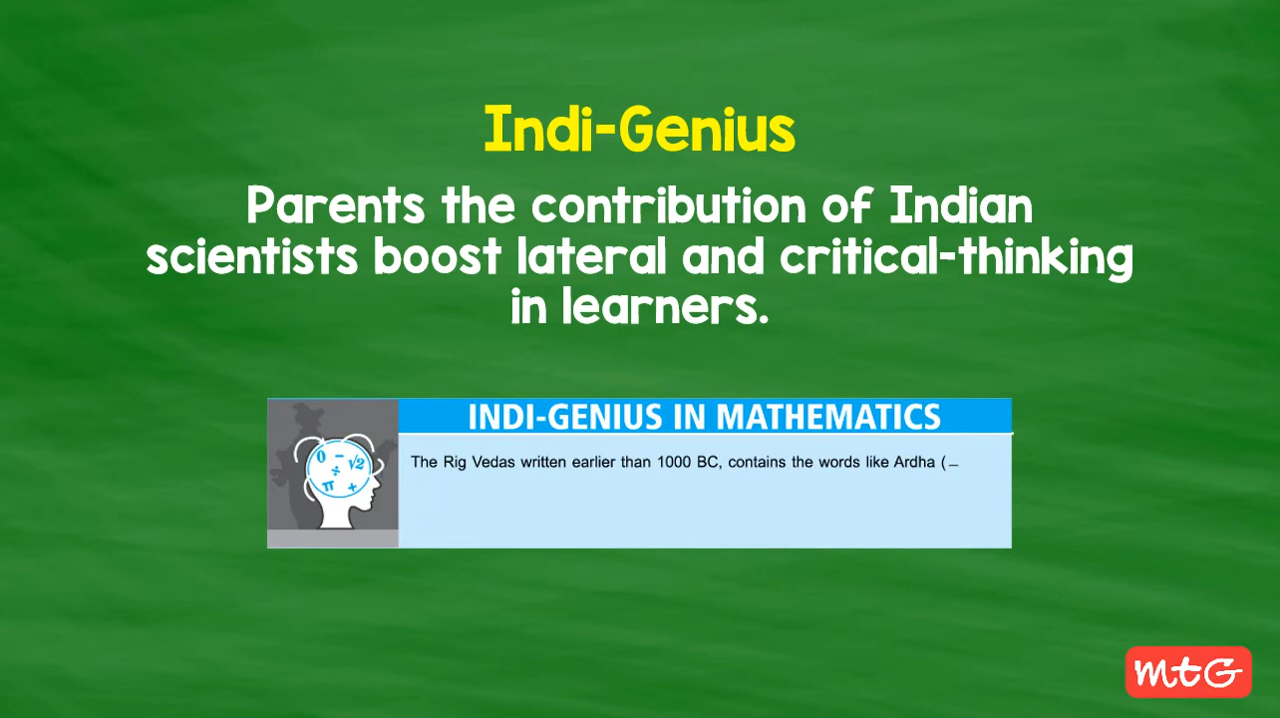 Indi-Genius
Parents the contribution of Indian
scientists boost lateral and critical-thinking
in learners.
INDI-GENIUS IN MATHEMATICS
0 − √2
÷
π +
The Rig Vedas written earlier than 1000 BC, contains the words like Ardha ( –
mtG